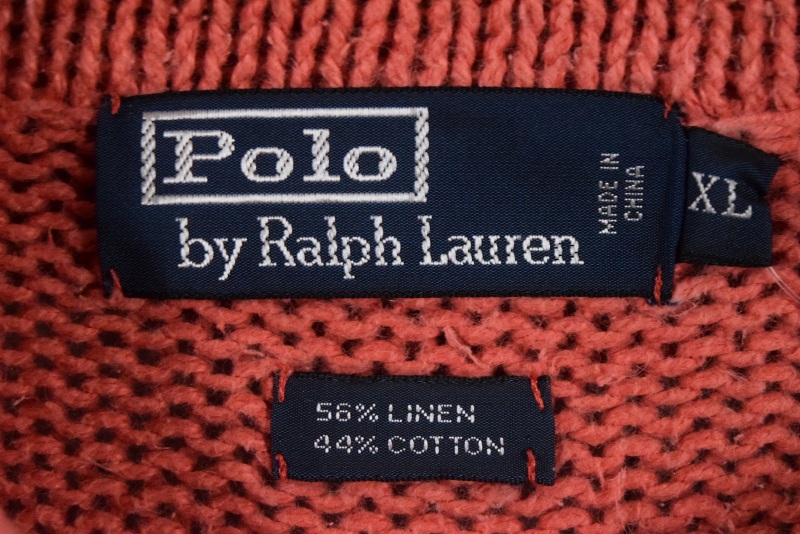 Polo
by Ralph Lauren
MADE IN
CHINA
XL
56% LINEN
44% COTTON